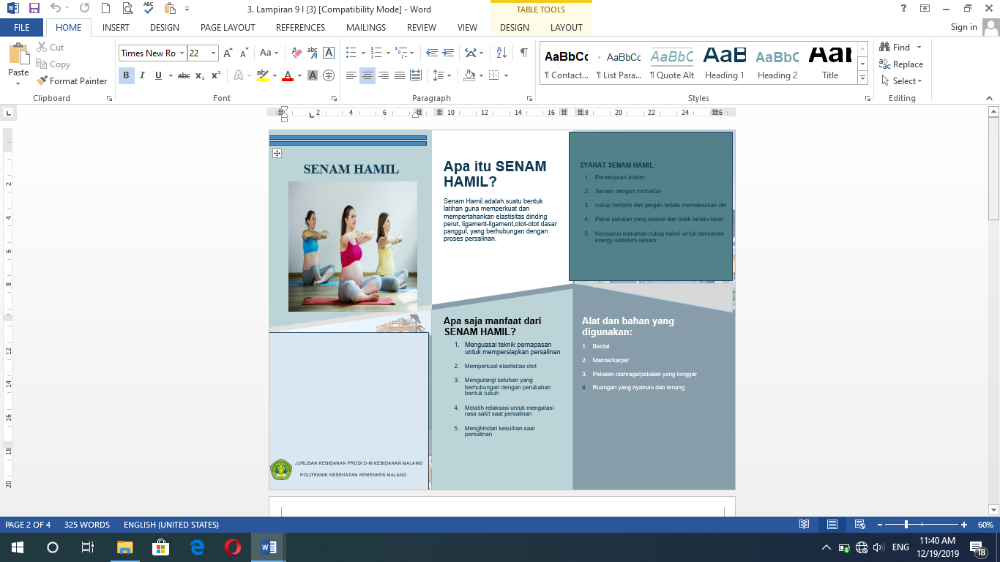 3. Lampiran 9 I (3) [Compatibility Mode] - Word
TABLE TOOLS
FILE
HOME
INSERT
DESIGN
PAGE LAYOUT
REFERENCES
MAILINGS
REVIEW
VIEW
DESIGN
LAYOUT
Sign in
Paste
Cut
Copy
Format Painter
Clipboard
Times New Ro
22
Font
Paragraph
AaBbCc
AaBbCc
AaBbC
AaB
AaBbC
AaB
¶ Contact...
¶ List Para...
¶ Quote Alt
Heading 1
Heading 2
Title
Styles
Find
Replace
Select
Editing
2 4 6 10 12 14 16 18 20 22 24 26
2
4
6
8
12
14
16
18
20
SENAM HAMIL
JURUSAN KEBIDANAN PRODI D-III KEBIDANAN MALANG
POLITEKNIK KESEHATAN KEMENKES MALANG
Apa itu SENAM
HAMIL?
Senam Hamil adalah suatu bentuk
latihan guna memperkuat dan
mempertahankan elastisitas dinding
perut, ligament-ligament,otot-otot dasar
panggul, yang berhubungan dengan
proses persalinan.
Apa saja manfaat dari
SENAM HAMIL?
1. Menguasai teknik pernapasan
untuk mempersiapkan persalinan
2. Memperkuat elastisitas otot
3. Mengurangi keluhan yang
berhubungan dengan perubahan
bentuk tubuh
4. Melatih relaksasi untuk mengatasi
rasa sakit saat persalinan
5. Menghindari kesulitan saat
persalinan
SYARAT SENAM HAMIL:
1. Persetujuan dokter
2. Senam dengan instruktur
3. cukup berlatih dan jangan terlalu memaksakan diri
4. Pakai pakaian yang sesuai dan tidak terlalu ketat
5. Konsumsi makanan cukup kalori untuk tambahan
energy sebelum senam
Alat dan bahan yang
digunakan:
1. Bantal
2. Matras/karpet
3. Pakaian olahraga/pakaian yang longgar
4. Ruangan yang nyaman dan tenang
PAGE 2 OF 4
325 WORDS
ENGLISH (UNITED STATES)
60%
ENG
11:40 AM
12/19/2019
18